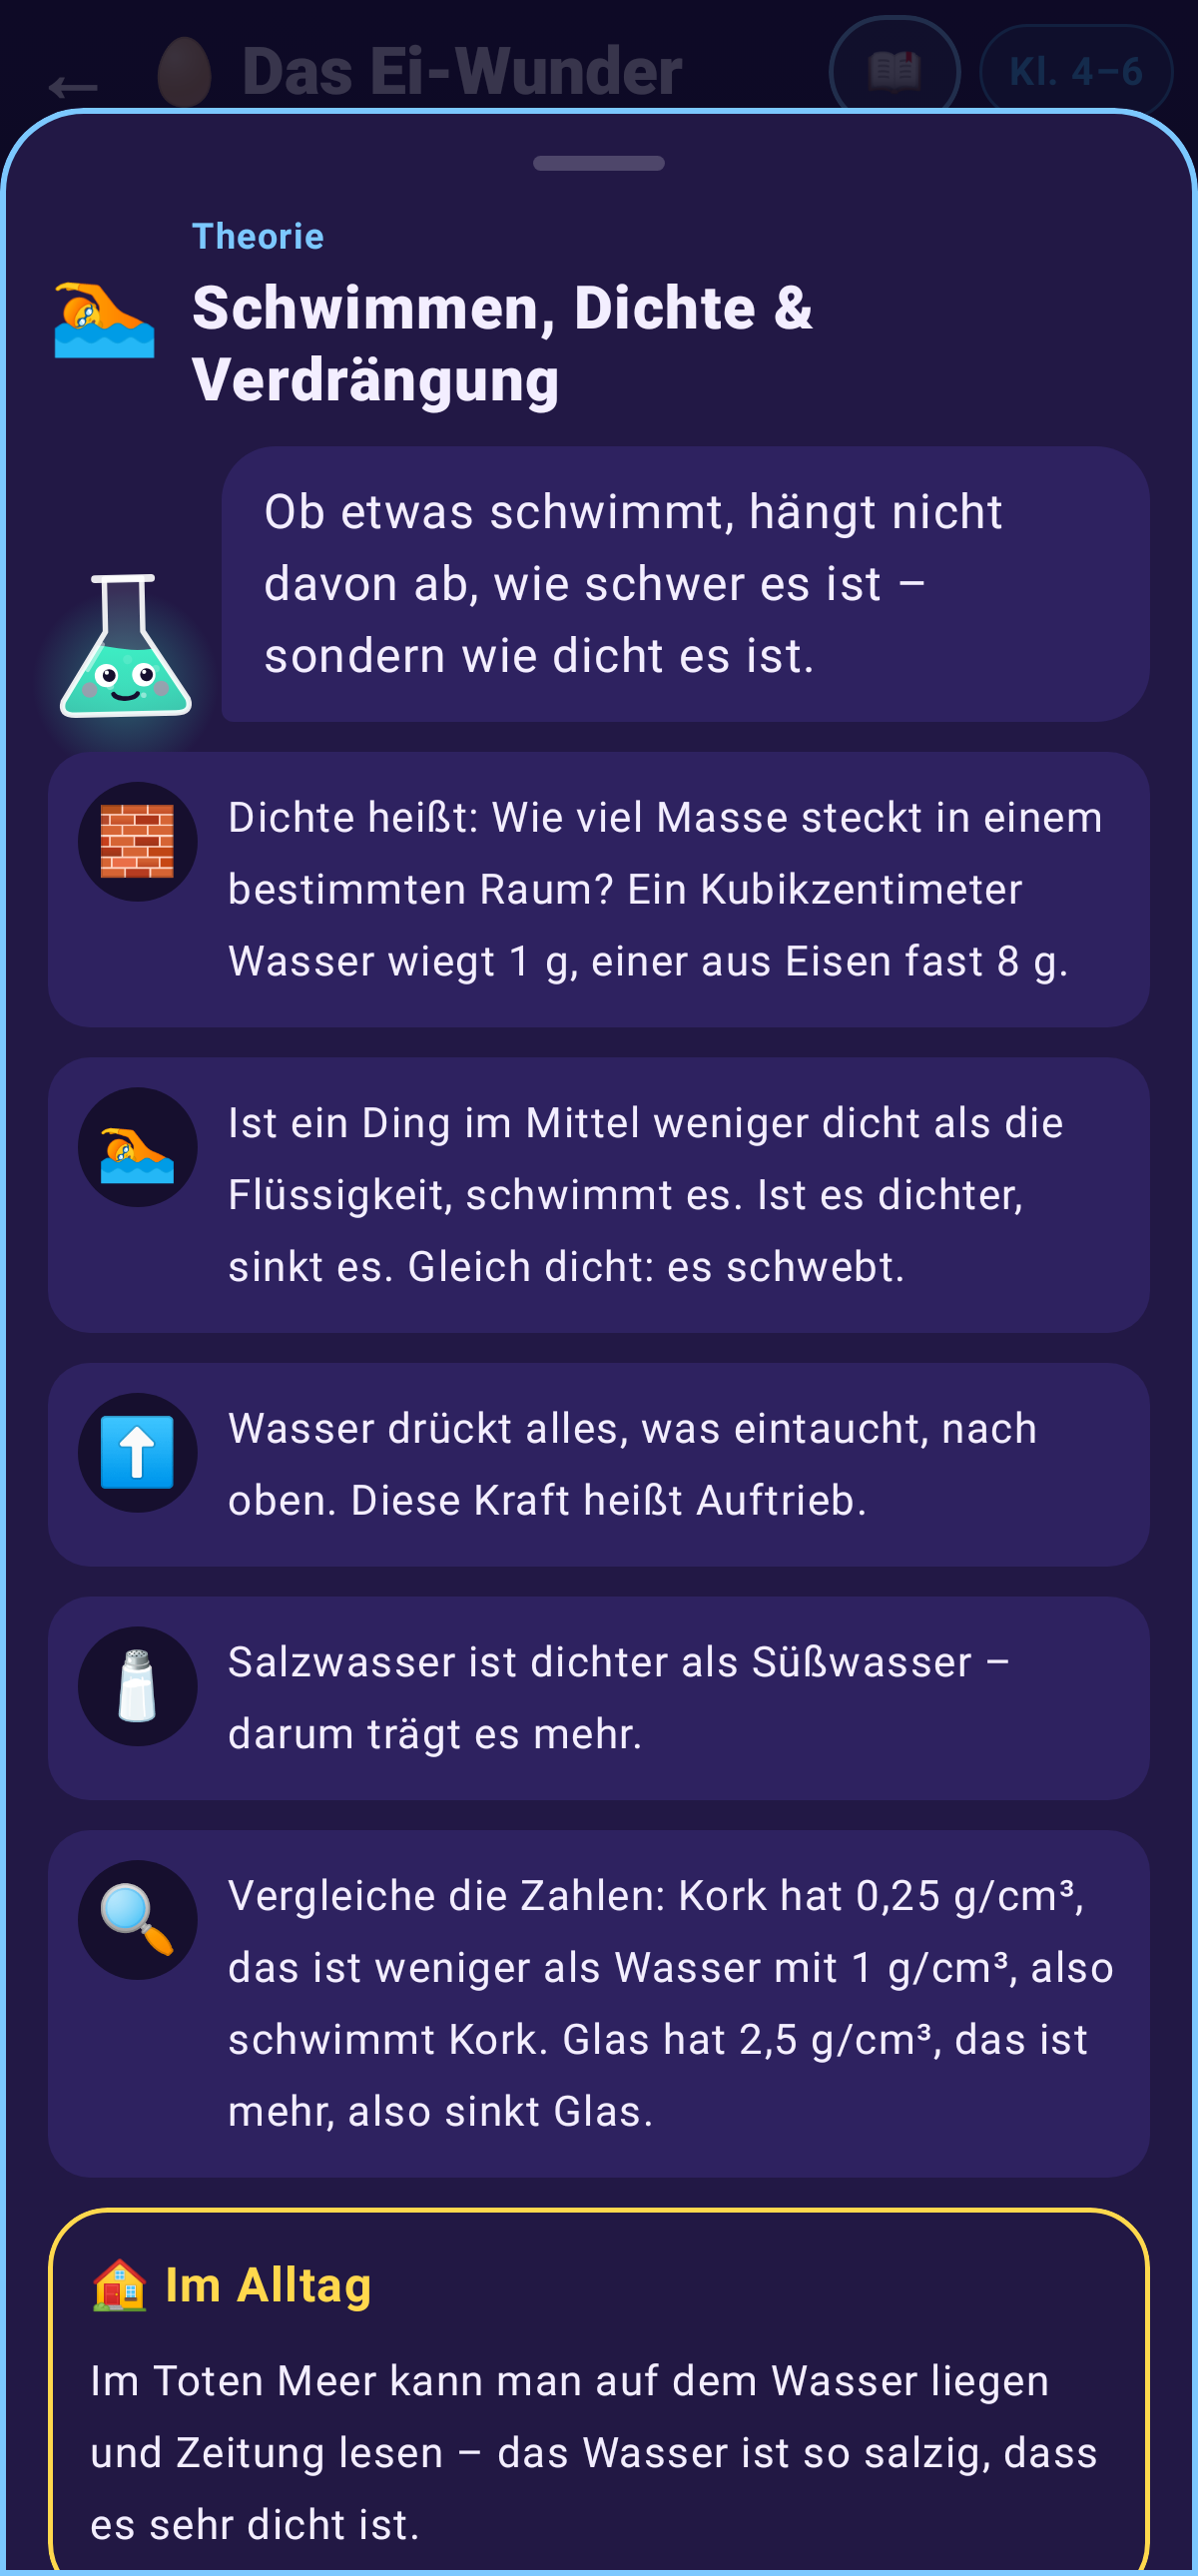 ← Das Ei-Wunder Kl. 4–6
Theorie
Schwimmen, Dichte &
Verdrängung
Ob etwas schwimmt, hängt nicht
davon ab, wie schwer es ist –
sondern wie dicht es ist.
Dichte heißt: Wie viel Masse steckt in einem
bestimmten Raum? Ein Kubikzentimeter
Wasser wiegt 1 g, einer aus Eisen fast 8 g.
Ist ein Ding im Mittel weniger dicht als die
Flüssigkeit, schwimmt es. Ist es dichter,
sinkt es. Gleich dicht: es schwebt.
Wasser drückt alles, was eintaucht, nach
oben. Diese Kraft heißt Auftrieb.
Salzwasser ist dichter als Süßwasser –
darum trägt es mehr.
Vergleiche die Zahlen: Kork hat 0,25 g/cm³,
das ist weniger als Wasser mit 1 g/cm³, also
schwimmt Kork. Glas hat 2,5 g/cm³, das ist
mehr, also sinkt Glas.
Im Alltag
Im Toten Meer kann man auf dem Wasser liegen
und Zeitung lesen – das Wasser ist so salzig, dass
es sehr dicht ist.